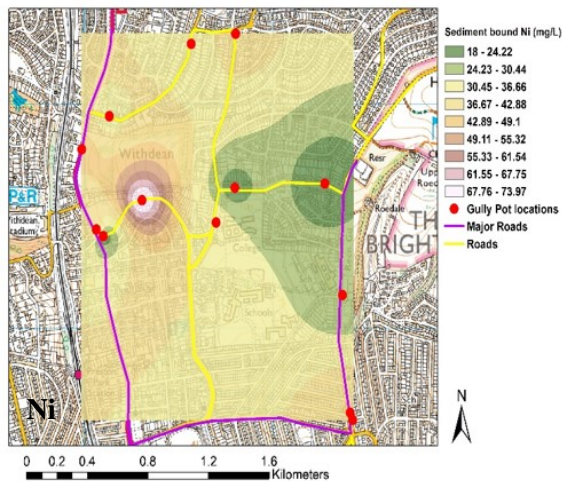 Sediment bound Ni (mg/L)
18 - 24.22
24.23 - 30.44
30.45 - 36.66
36.67 - 42.88
42.89 - 49.1
49.11 - 55.32
55.33 - 61.54
61.55 - 67.75
67.76 - 73.97
Gully Pot locations
Major Roads
Roads
Withdean
Resr
P&R
Withdean
Roedale
THE
BRIGHT
Schools
Ni
N
0 0.2 0.4 0.8 1.2 1.6
Kilometers